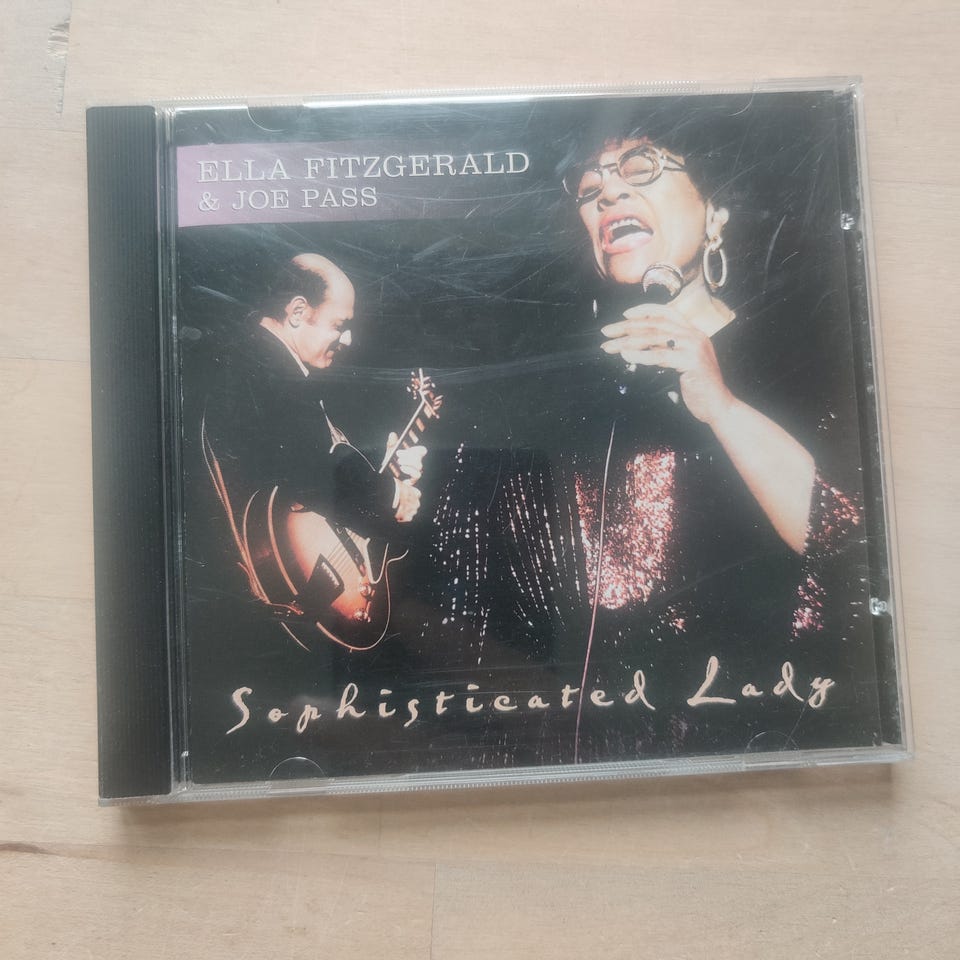 ELLA FITZGERALD
& JOE PASS
Sophisticated Lady